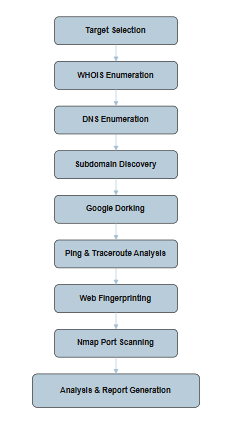 Target Selection
WHOIS Enumeration
DNS Enumeration
Subdomain Discovery
Google Dorking
Ping & Traceroute Analysis
Web Fingerprinting
Nmap Port Scanning
Analysis & Report Generation